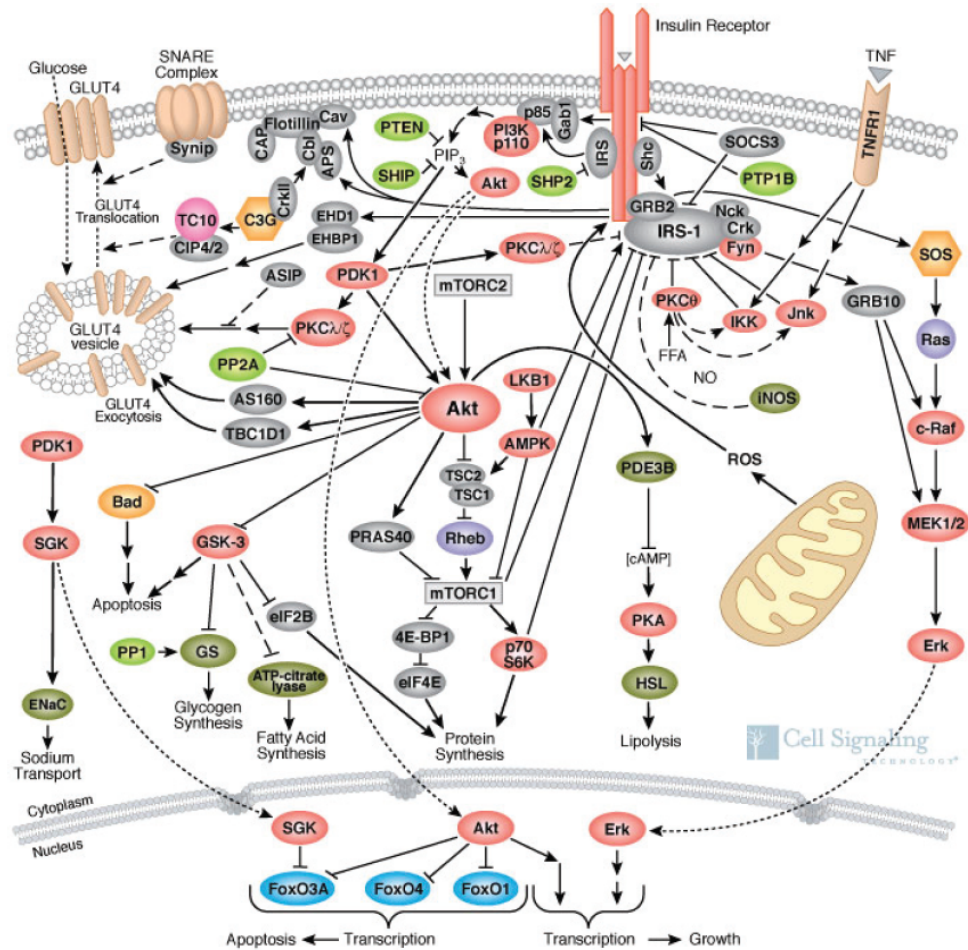 Insulin Receptor
TNF
SNARE
Complex
Glucose
GLUT4
TNFR1
Synip
CAP
Flotillin
Cav
Cbl
APS
CrkII
PTEN
PIP3
SHIP
Akt
PI3K
p110
p85
Gab1
SHP2
IRS
Shc
SOCS3
PTP1B
GRB2
IRS-1
Nck
Crk
Fyn
GLUT4
Translocation
TC10
CIP4/2
C3G
EHD1
EHBP1
ASIP
PDK1
PKCλ/ζ
PKCλ/ζ
mTORC2
PKCθ
FFA
IKK
Jnk
NO
iNOS
GRB10
SOS
Ras
c-Raf
MEK1/2
Erk
GLUT4
vesicle
PP2A
GLUT4
Exocytosis
AS160
TBC1D1
Akt
LKB1
AMPK
TSC2
TSC1
Rheb
PRAS40
mTORC1
PDE3B
[cAMP]
PKA
HSL
Lipolysis
ROS
PDK1
SGK
ENaC
Sodium
Transport
Bad
Apoptosis
GSK-3
PP1
GS
Glycogen
Synthesis
eIF2B
ATP-citrate
lyase
Fatty Acid
Synthesis
4E-BP1
eIF4E
p70
S6K
Protein
Synthesis
Cell Signaling
TECHNOLOGY®
Cytoplasm
Nucleus
SGK
Akt
Erk
FoxO3A
FoxO4
FoxO1
Apoptosis
Transcription
Transcription
Growth